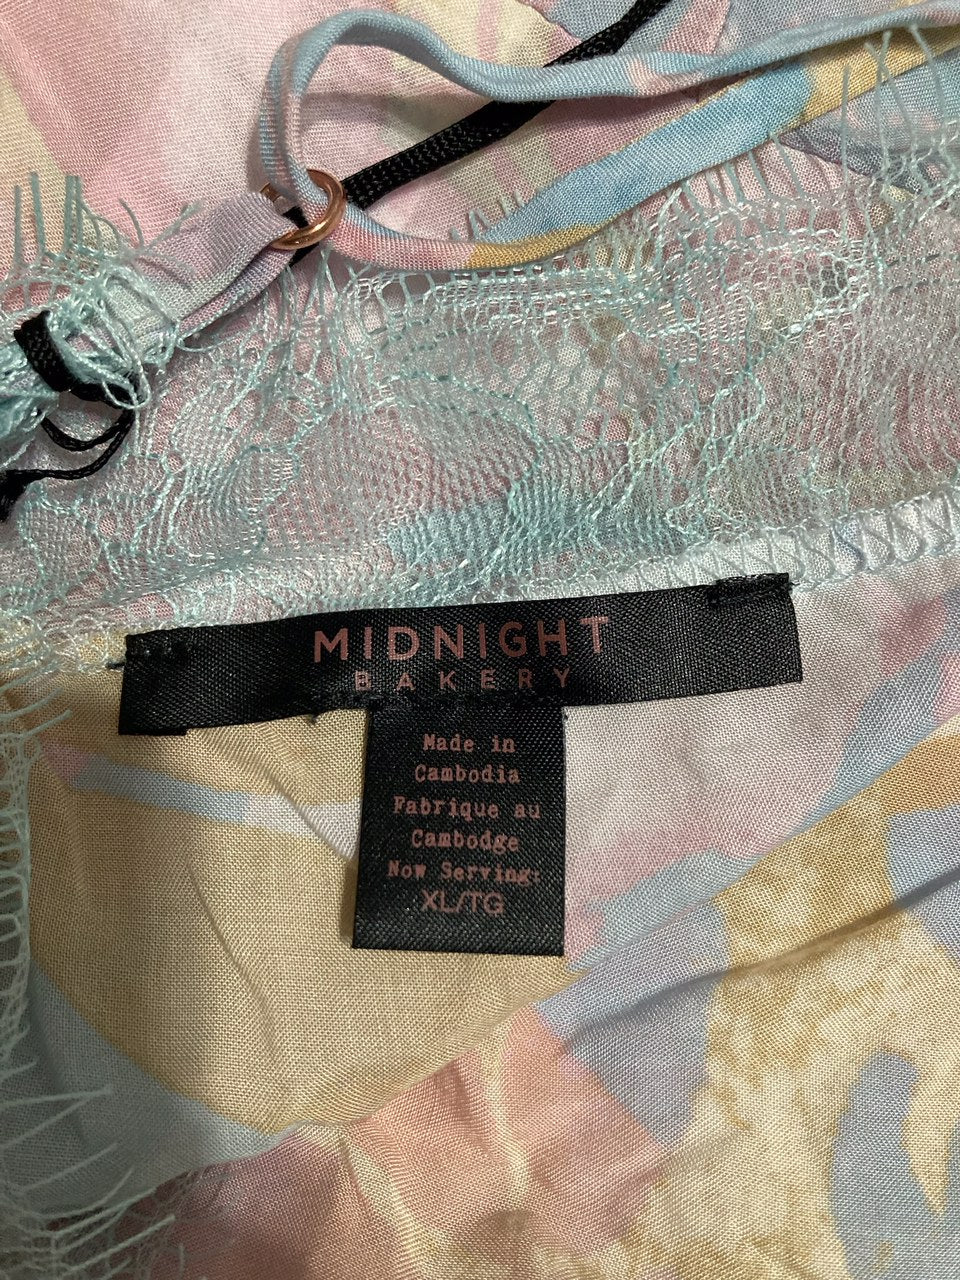 MIDNIGHT
BAKERY
Made in
Cambodia
Fabrique au
Cambodge
Now Serving:
XL/TG